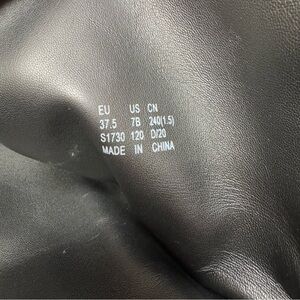 EU US CN
37.5 7B 240(1.5)
S1730 120 D/20
MADE IN CHINA